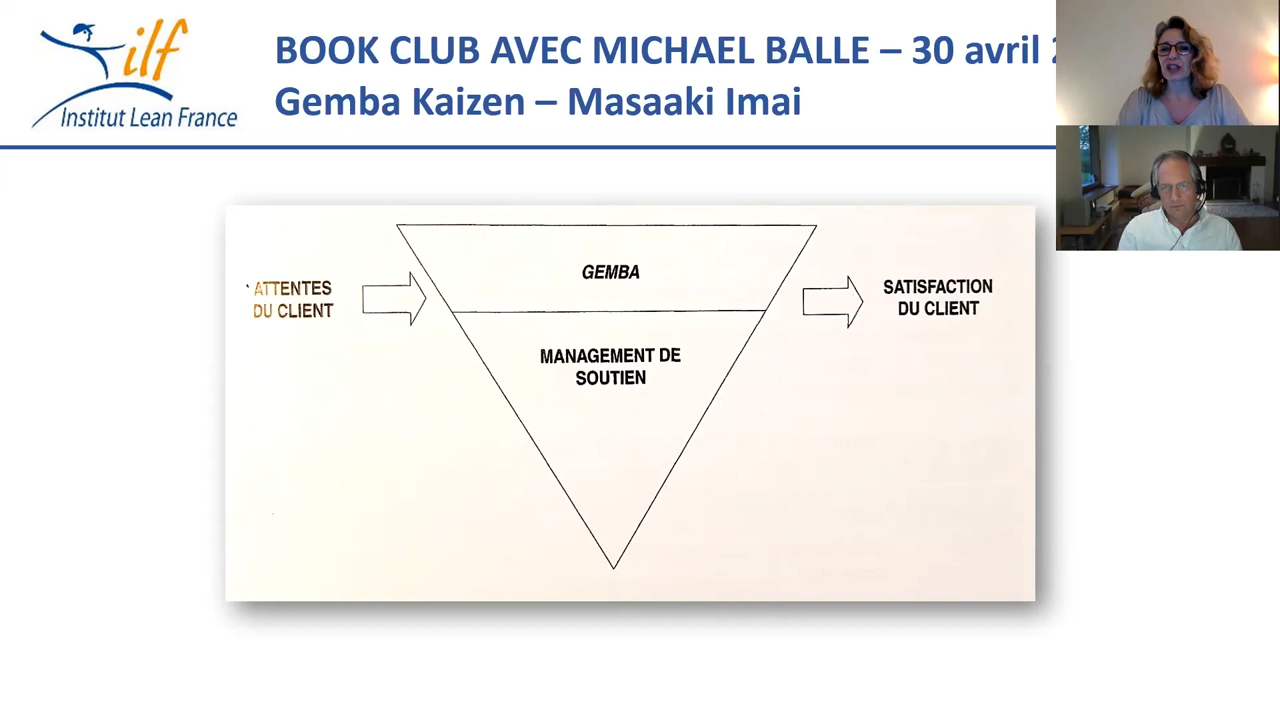 ilf
Institut Lean France
BOOK CLUB AVEC MICHAEL BALLE – 30 avril
Gemba Kaizen – Masaaki Imai
GEMBA
ATTENTES
DU CLIENT
SATISFACTION
DU CLIENT
MANAGEMENT DE
SOUTIEN